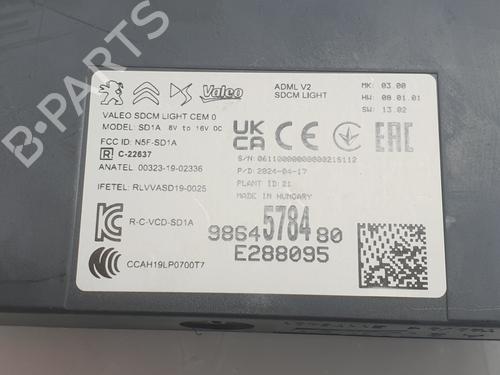 B-PARTS
Valeo
ADML V2
SDCM LIGHT
MK: 03.00
HW: 08.01.01
SW: 13.02
VALEO SDCM LIGHT CEM 0
MODEL: SD1A 8V to 16V DC
FCC ID: N5F-SD1A
R C-22637
ANATEL: 00323-19-02336
IFETEL: RLVVASD19-0025
UK CA CE EAC
S/N: 0611000000000021S112
P/D: 2024-04-17
PLANT ID: 21
MADE IN HUNGARY
R-C-VCD-SD1A
CCAH19LP0700T7
98645784 80
E288095